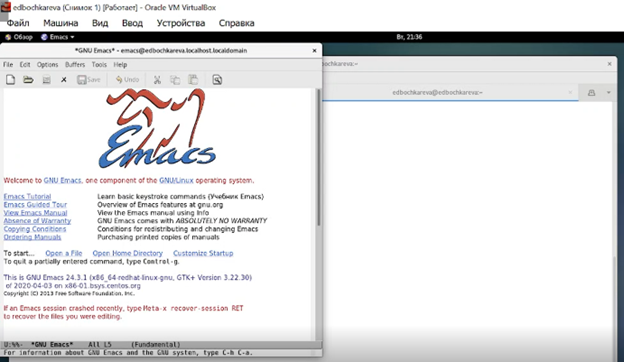 edbochkareva (Снимок 1) [Работает] - Oracle VM VirtualBox
Файл Машина Вид Ввод Устройства Справка
Обзор Emacs Вт, 21:36
*GNU Emacs* - emacs@edbochkareva.localhost.localdomain
edbochkareva:~
File Edit Options Buffers Tools Help
Save Undo
edbochkareva@edbochkareva:~
Emacs
Welcome to GNU Emacs, one component of the GNU/Linux operating system.
Emacs Tutorial Learn basic keystroke commands (Учебник Emacs)
Emacs Guided Tour Overview of Emacs features at gnu.org
View Emacs Manual View the Emacs manual using Info
Absence of Warranty GNU Emacs comes with ABSOLUTELY NO WARRANTY
Copying Conditions Conditions for redistributing and changing Emacs
Ordering Manuals Purchasing printed copies of manuals
To start... Open a File Open Home Directory Customize Startup
To quit a partially entered command, type Control-g.
This is GNU Emacs 24.3.1 (x86_64-redhat-linux-gnu, GTK+ Version 3.22.30)
of 2020-04-03 on x86-01.bsys.centos.org
Copyright (C) 2013 Free Software Foundation, Inc.
If an Emacs session crashed recently, type Meta-x recover-session RET
to recover the files you were editing.
U:%%- *GNU Emacs* All L5 (Fundamental)
For information about GNU Emacs and the GNU system, type C-h C-a.